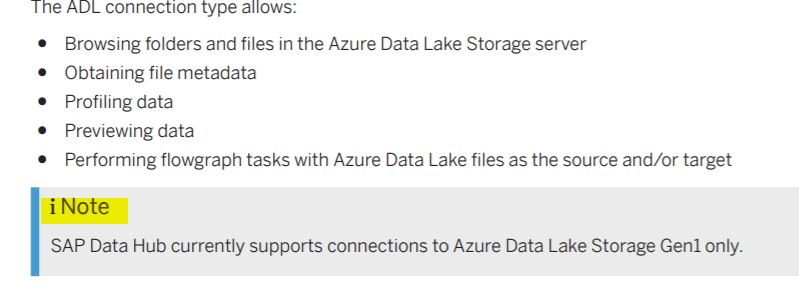 The ADL connection type allows:
• Browsing folders and files in the Azure Data Lake Storage server
• Obtaining file metadata
• Profiling data
• Previewing data
• Performing flowgraph tasks with Azure Data Lake files as the source and/or target
i Note
SAP Data Hub currently supports connections to Azure Data Lake Storage Gen1 only.